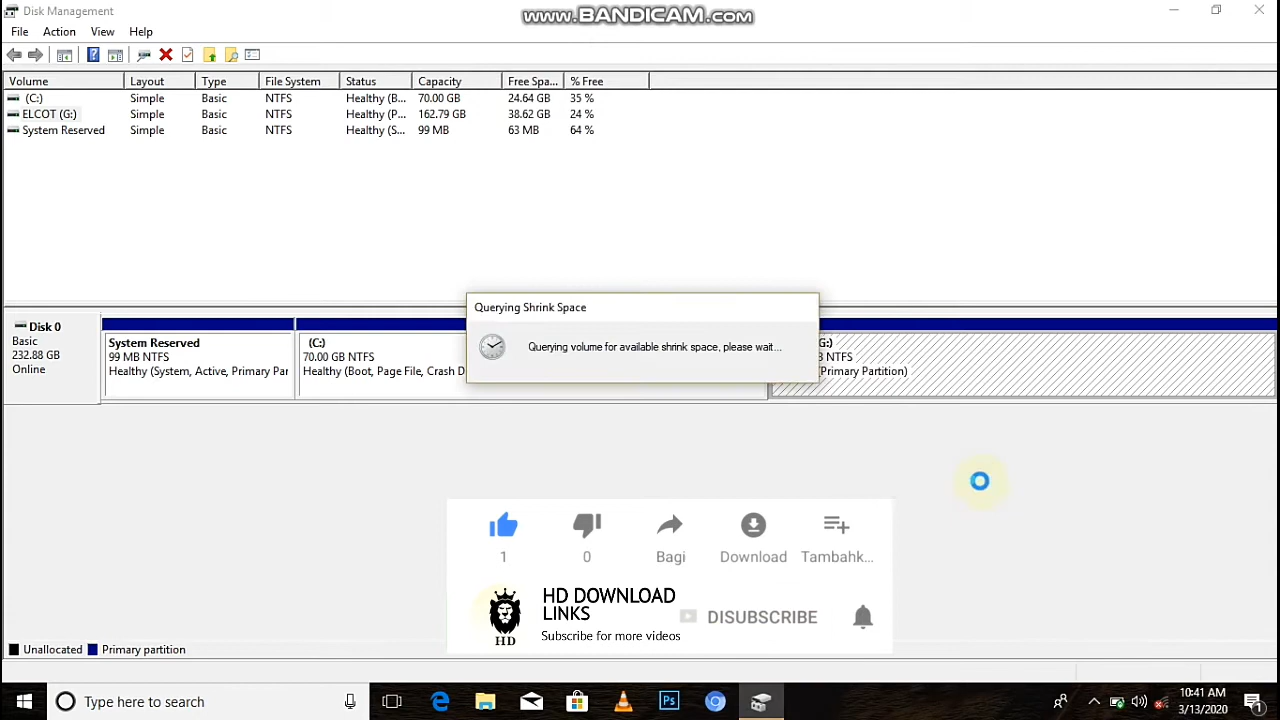 Disk Management
www.BANDICAM.com
File Action View Help
Volume Layout Type File System Status Capacity Free Spa... % Free
(C:) Simple Basic NTFS Healthy (B... 70.00 GB 24.64 GB 35 %
ELCOT (G:) Simple Basic NTFS Healthy (P... 162.79 GB 38.62 GB 24 %
System Reserved Simple Basic NTFS Healthy (S... 99 MB 63 MB 64 %
Querying Shrink Space
Querying volume for available shrink space, please wait...
Disk 0
Basic
232.88 GB
Online
System Reserved
99 MB NTFS
Healthy (System, Active, Primary Par
(C:)
70.00 GB NTFS
Healthy (Boot, Page File, Crash D
G:)
B NTFS
(Primary Partition)
1 0 Bagi Download Tambahk...
HD
HD DOWNLOAD
LINKS
Subscribe for more videos
DISUBSCRIBE
Unallocated Primary partition
Type here to search
Ps
10:41 AM
3/13/2020
1